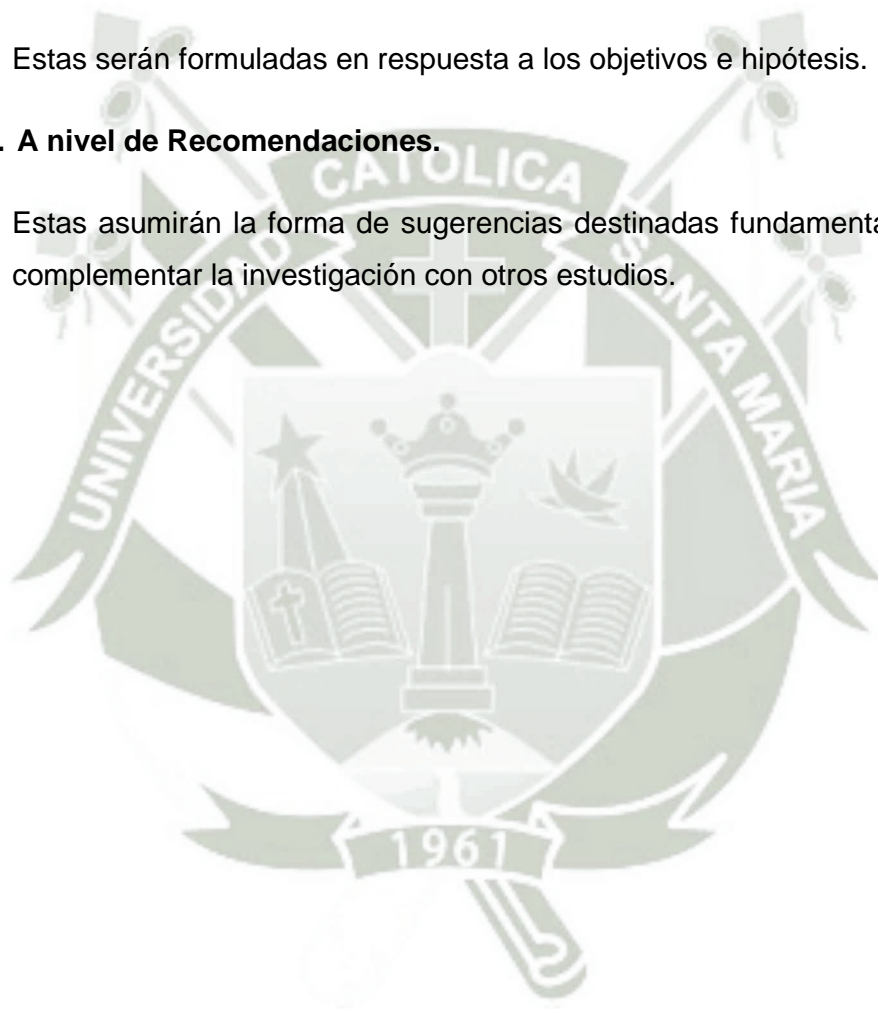 Estas serán formuladas en respuesta a los objetivos e hipótesis.
. A nivel de Recomendaciones.
Estas asumirán la forma de sugerencias destinadas fundamenta
complementar la investigación con otros estudios.
UNIVERSIDAD CATOLICA SANTA MARIA
1961